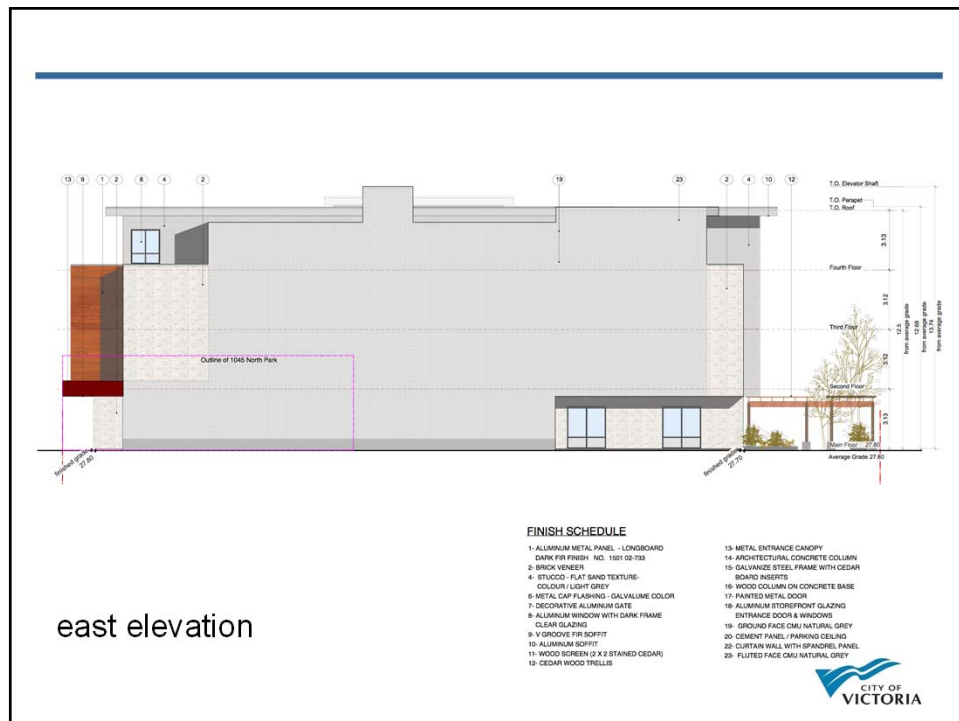 13 9 1 2 8 4 2 19 23 2 4 10 12
T.O. Elevator Shaft
T.O. Parapet
T.O. Roof
3.13
Fourth Floor
3.12
12.5
from average grade
12.68
from average grade
13.74
from average grade
Third Floor
3.12
Outline of 1045 North Park
Second Floor
3.13
Main Floor 27.80
Average Grade 27.80
finished grade
27.80
finished grade
27.70
FINISH SCHEDULE
1- ALUMINUM METAL PANEL - LONGBOARD
DARK FIR FINISH NO. 1501 02-733
2- BRICK VENEER
4- STUCCO - FLAT SAND TEXTURE-
COLOUR / LIGHT GREY
6- METAL CAP FLASHING - GALVALUME COLOR
7- DECORATIVE ALUMINUM GATE
8- ALUMINUM WINDOW WITH DARK FRAME
CLEAR GLAZING
9- V GROOVE FIR SOFFIT
10- ALUMINUM SOFFIT
11- WOOD SCREEN (2 X 2 STAINED CEDAR)
12- CEDAR WOOD TRELLIS
13- METAL ENTRANCE CANOPY
14- ARCHITECTURAL CONCRETE COLUMN
15- GALVANIZE STEEL FRAME WITH CEDAR
BOARD INSERTS
16- WOOD COLUMN ON CONCRETE BASE
17- PAINTED METAL DOOR
18- ALUMINUM STOREFRONT GLAZING
ENTRANCE DOOR & WINDOWS
19- GROUND FACE CMU NATURAL GREY
20- CEMENT PANEL / PARKING CEILING
22- CURTAIN WALL WITH SPANDREL PANEL
23- FLUTED FACE CMU NATURAL GREY
east elevation
CITY OF
VICTORIA